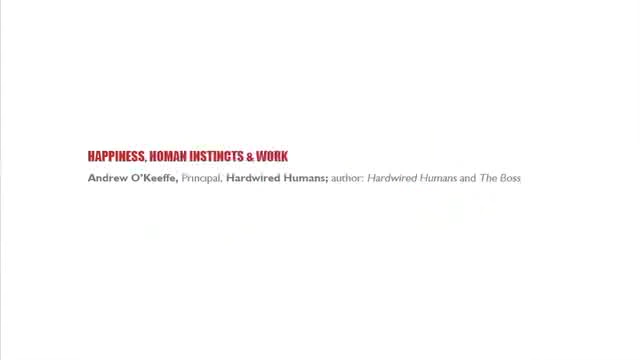 HAPPINESS, HOMAN INSTINCTS & WORK
Andrew O'Keeffe, Principal, Hardwired Humans; author: Hardwired Humans and The Boss